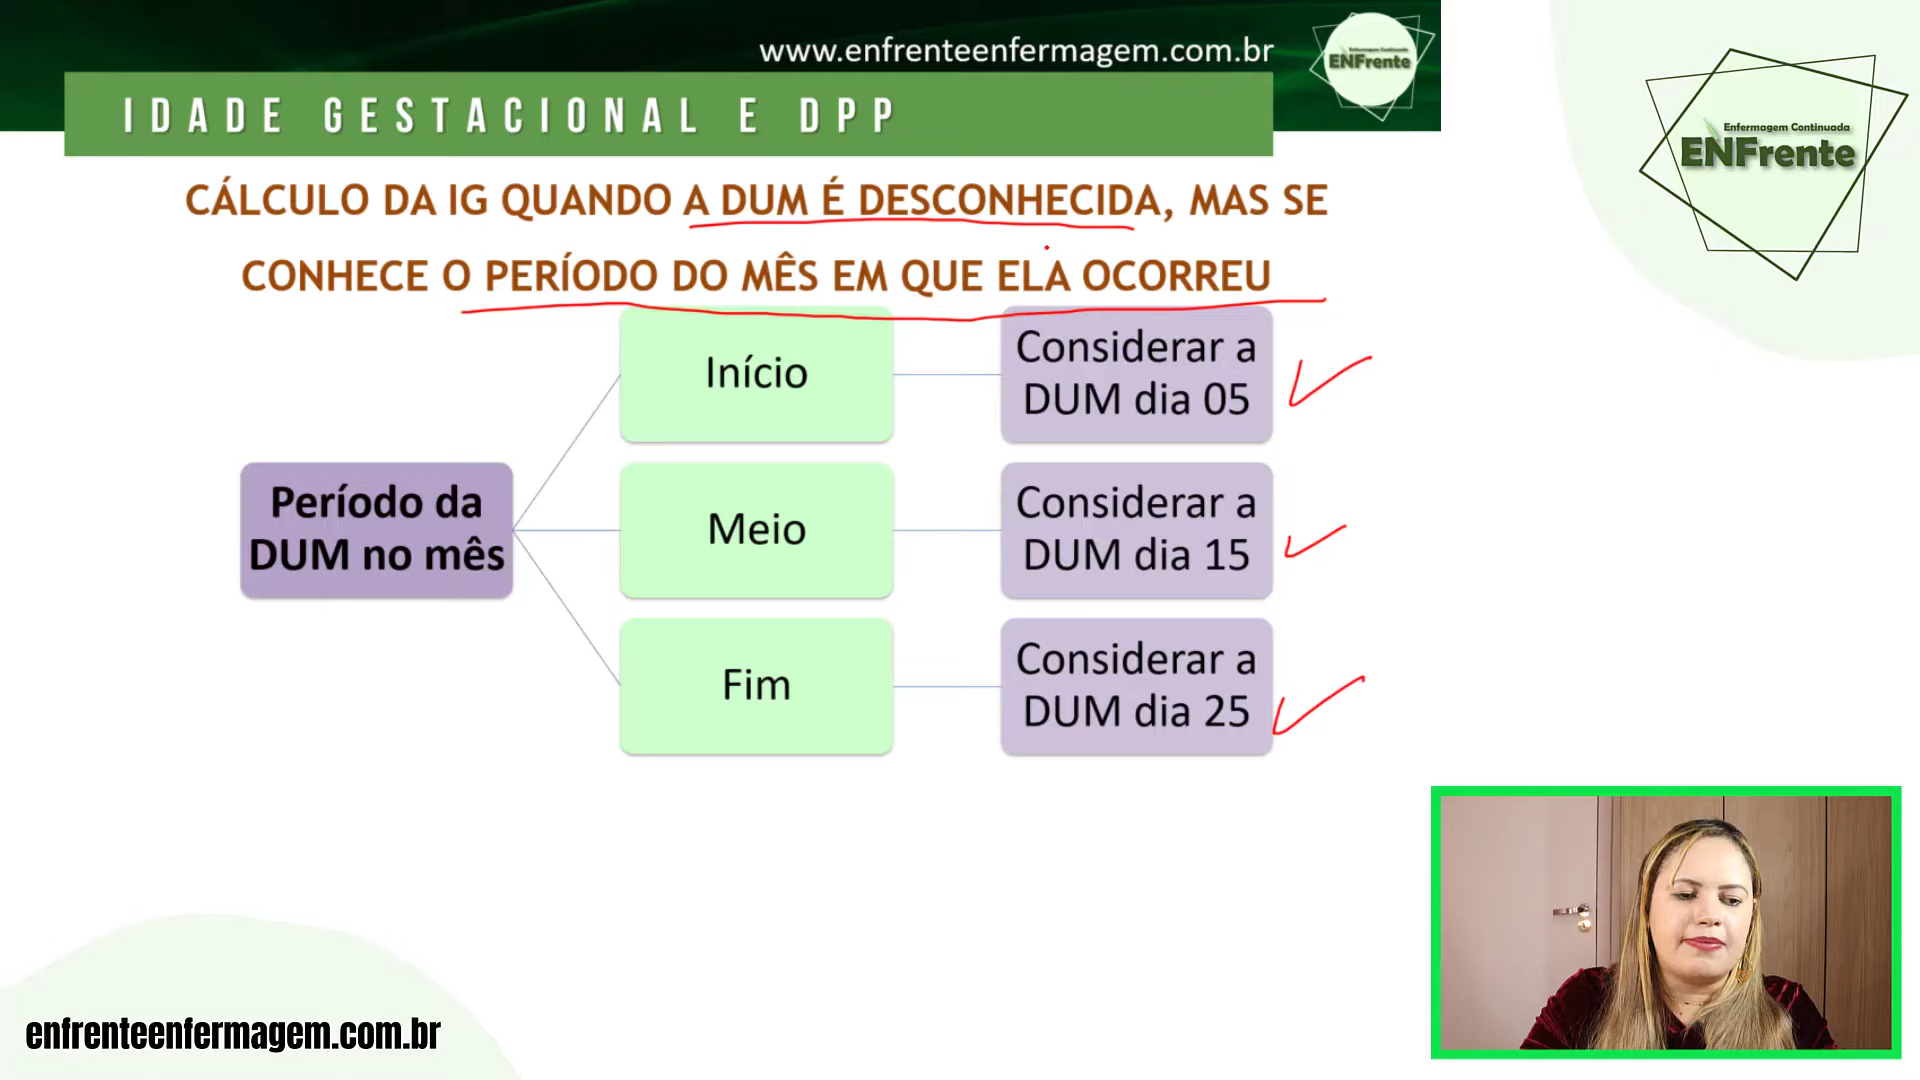 www.enfrenteenfermagem.com.br
Enfermagem Continuada
ENFrente
IDADE GESTACIONAL E DPP
Enfermagem Continuada
ENFrente
CÁLCULO DA IG QUANDO A DUM É DESCONHECIDA, MAS SE
CONHECE O PERÍODO DO MÊS EM QUE ELA OCORREU
Período da
DUM no mês
Início
Considerar a
DUM dia 05
Meio
Considerar a
DUM dia 15
Fim
Considerar a
DUM dia 25
enfrenteenfermagem.com.br